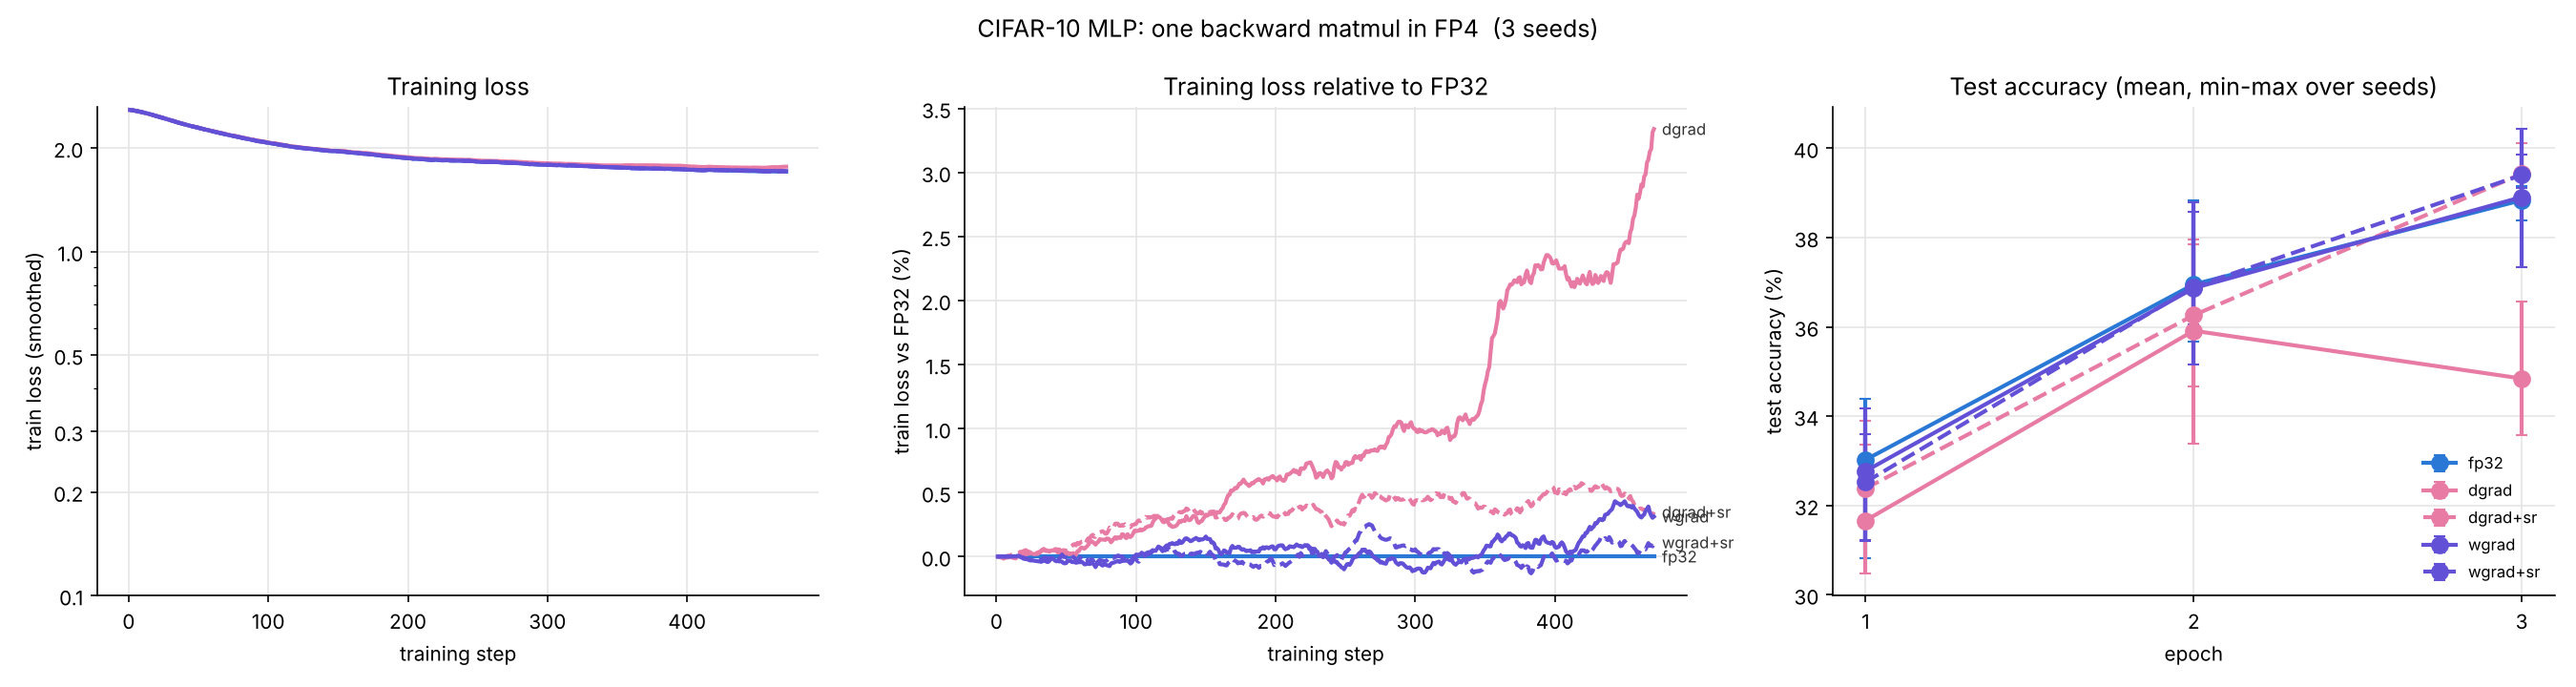 CIFAR-10 MLP: one backward matmul in FP4 (3 seeds)
Training loss
train loss (smoothed)
2.0
1.0
0.5
0.3
0.2
0.1
0
100
200
300
400
training step
Training loss relative to FP32
train loss vs FP32 (%)
3.5
3.0
2.5
2.0
1.5
1.0
0.5
0.0
dgrad
dgrad+sr
wgrad
wgrad+sr
fp32
0
100
200
300
400
training step
Test accuracy (mean, min-max over seeds)
test accuracy (%)
40
38
36
34
32
30
fp32
dgrad
dgrad+sr
wgrad
wgrad+sr
1
2
3
epoch